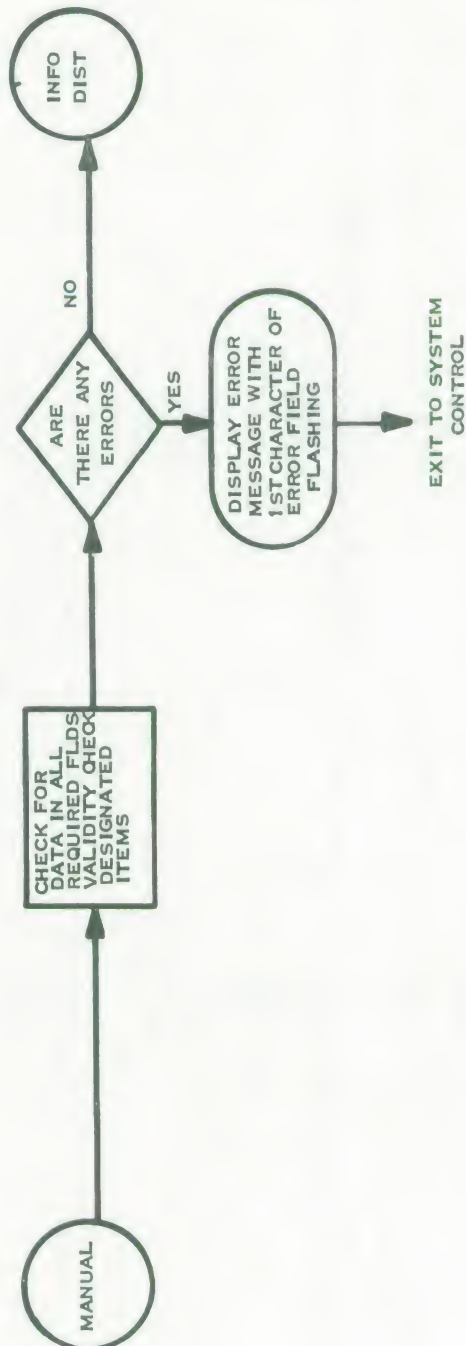 MANUAL
CHECK FOR
DATA IN ALL
REQUIRED FLDS
VALIDITY CHECK
DESIGNATED
ITEMS
ARE
THERE ANY
ERRORS
NO
INFO
DIST
YES
DISPLAY ERROR
MESSAGE WITH
1ST CHARACTER OF
ERROR FIELD
FLASHING
EXIT TO SYSTEM
CONTROL